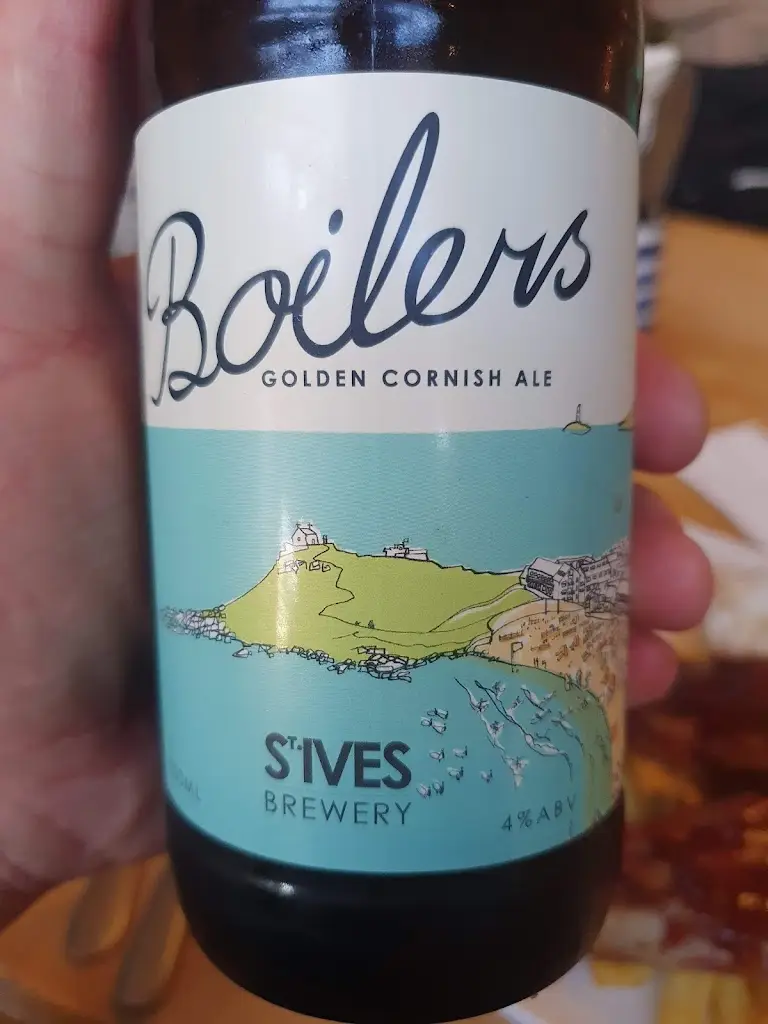 Boilers
GOLDEN CORNISH ALE
ST. IVES
BREWERY
4% ABV